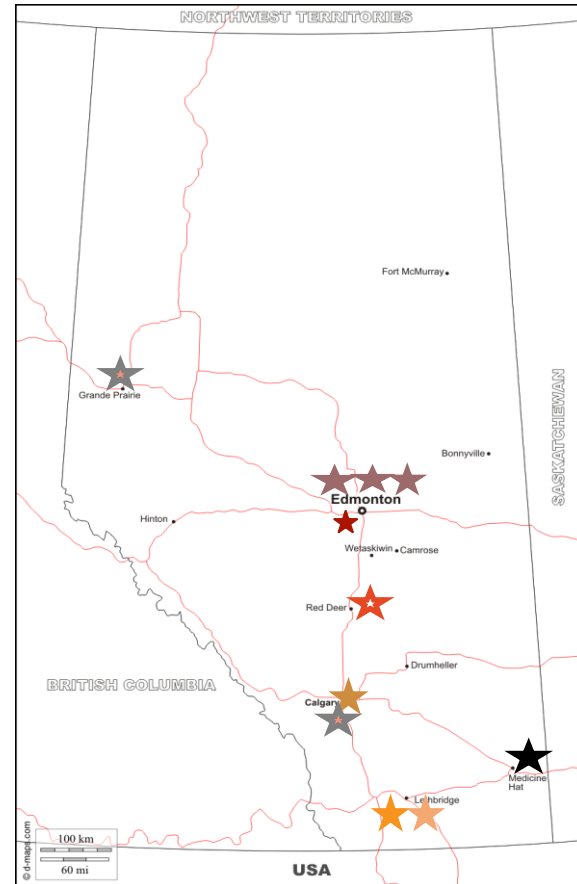 NORTHWEST TERRITORIES
Fort McMurray
Grande Prairie
Bonnyville
SASKATCHEWAN
Edmonton
Hinton
Wetaskiwin
Camrose
Red Deer
Drumheller
BRITISH COLUMBIA
Calgary
Medicine
Hat
Lethbridge
100 km
60 mi
© d-maps.com
USA